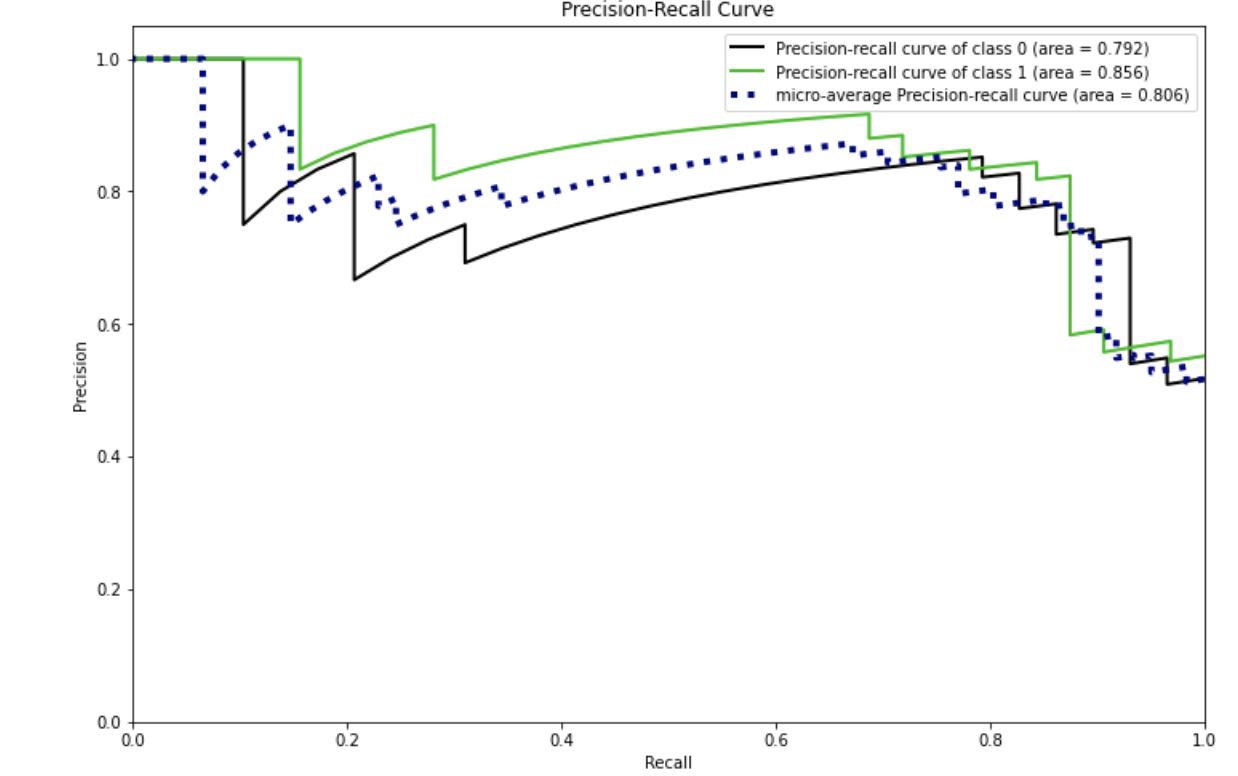 Precision-Recall Curve
Precision-recall curve of class 0 (area = 0.792)
Precision-recall curve of class 1 (area = 0.856)
micro-average Precision-recall curve (area = 0.806)
1.0
0.8
0.6
0.4
0.2
0.0
Precision
0.0 0.2 0.4 0.6 0.8 1.0
Recall